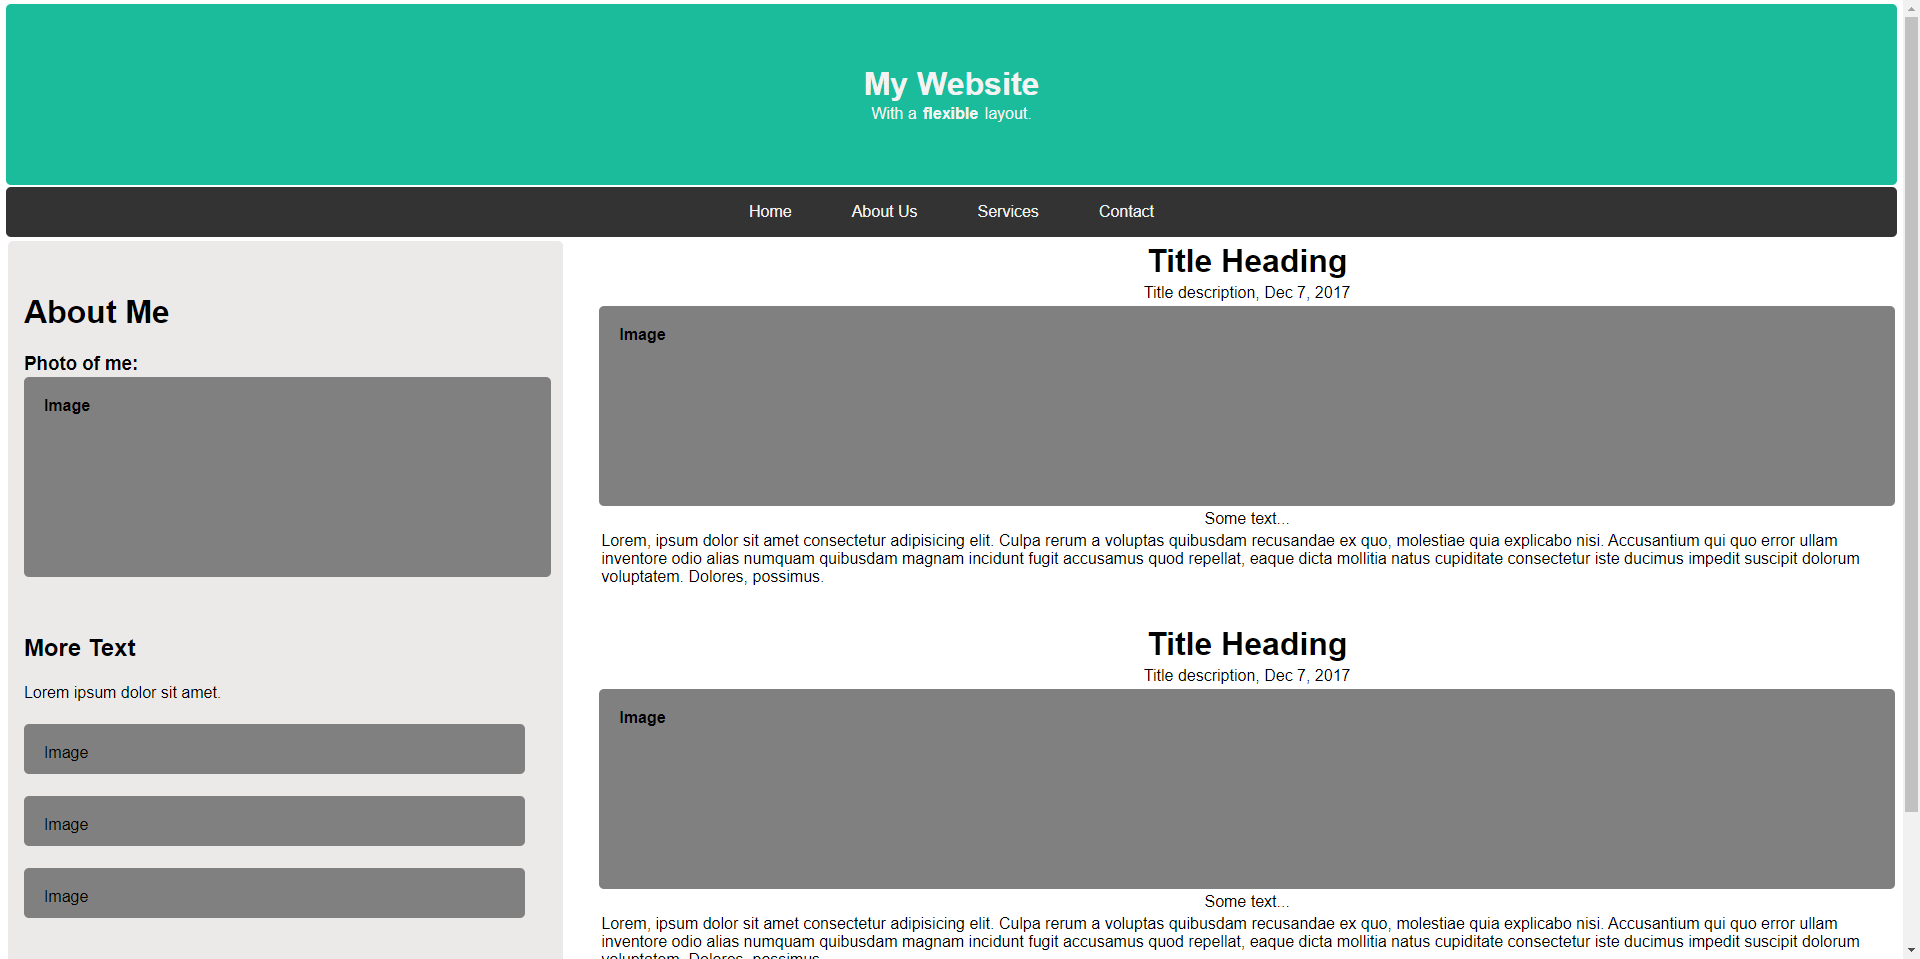 My Website
With a flexible layout.
Home About Us Services Contact
About Me
Photo of me:
Image
More Text
Lorem ipsum dolor sit amet.
Image
Image
Image
Title Heading
Title description, Dec 7, 2017
Image
Some text...
Lorem, ipsum dolor sit amet consectetur adipisicing elit. Culpa rerum a voluptas quibusdam recusandae ex quo, molestiae quia explicabo nisi. Accusantium qui quo error ullam
inventore odio alias numquam quibusdam magnam incidunt fugit accusamus quod repellat, eaque dicta mollitia natus cupiditate consectetur iste ducimus impedit suscipit dolorum
voluptatem. Dolores, possimus.
Title Heading
Title description, Dec 7, 2017
Image
Some text...
Lorem, ipsum dolor sit amet consectetur adipisicing elit. Culpa rerum a voluptas quibusdam recusandae ex quo, molestiae quia explicabo nisi. Accusantium qui quo error ullam
inventore odio alias numquam quibusdam magnam incidunt fugit accusamus quod repellat, eaque dicta mollitia natus cupiditate consectetur iste ducimus impedit suscipit dolorum
voluptatem. Dolores, possimus.